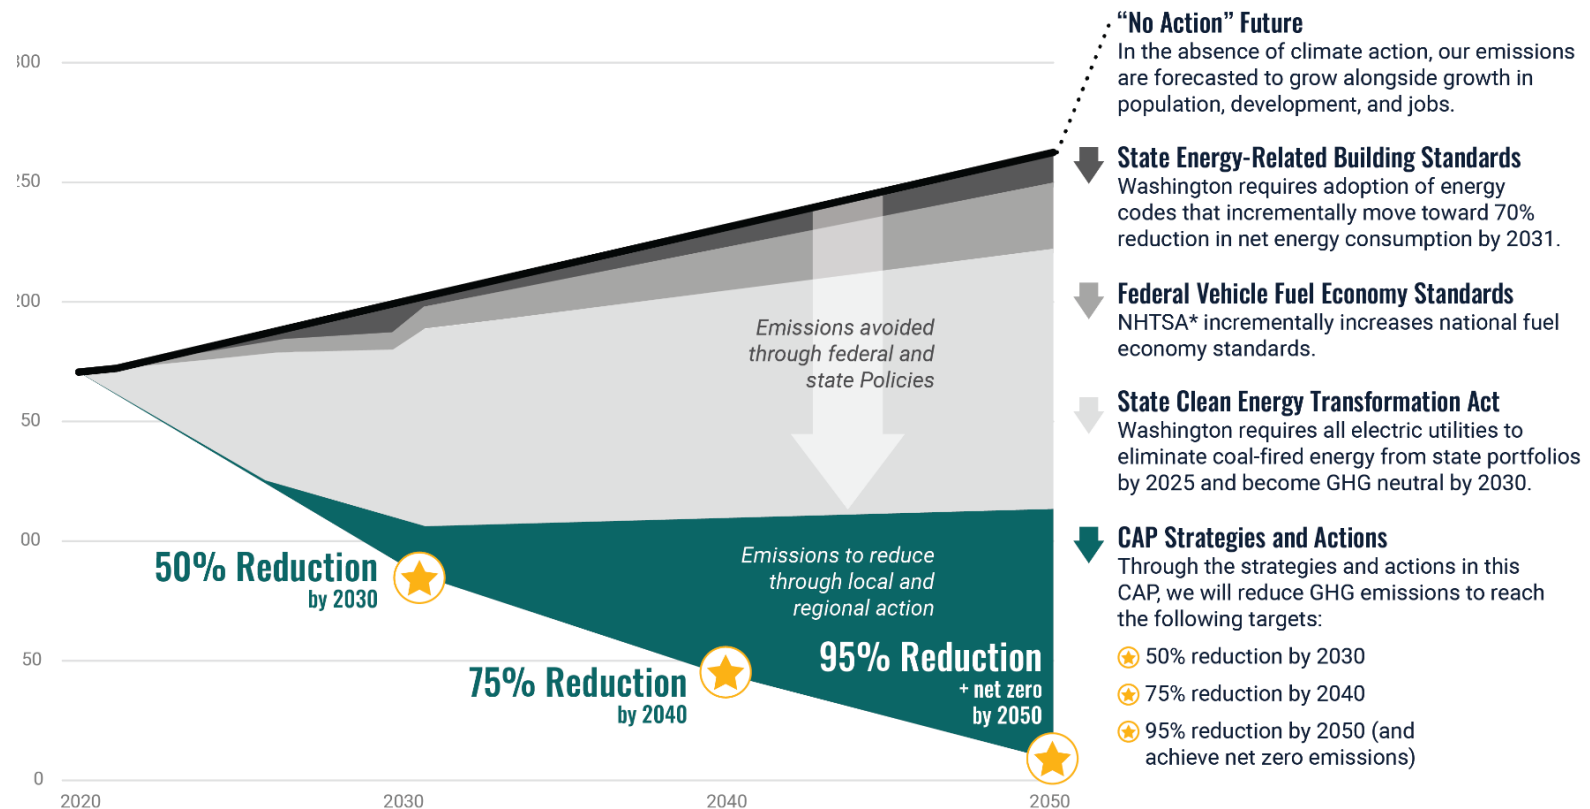 "No Action" Future
In the absence of climate action, our emissions
are forecasted to grow alongside growth in
population, development, and jobs.
State Energy-Related Building Standards
Washington requires adoption of energy
codes that incrementally move toward 70%
reduction in net energy consumption by 2031.
Federal Vehicle Fuel Economy Standards
NHTSA* incrementally increases national fuel
economy standards.
State Clean Energy Transformation Act
Washington requires all electric utilities to
eliminate coal-fired energy from state portfolios
by 2025 and become GHG neutral by 2030.
CAP Strategies and Actions
Through the strategies and actions in this
CAP, we will reduce GHG emissions to reach
the following targets:
50% reduction by 2030
75% reduction by 2040
95% reduction by 2050 (and
achieve net zero emissions)
300
250
200
50
00
50
0
Emissions avoided
through federal and
state Policies
Emissions to reduce
through local and
regional action
50% Reduction
by 2030
75% Reduction
by 2040
95% Reduction
+ net zero
by 2050
2020
2030
2040
2050